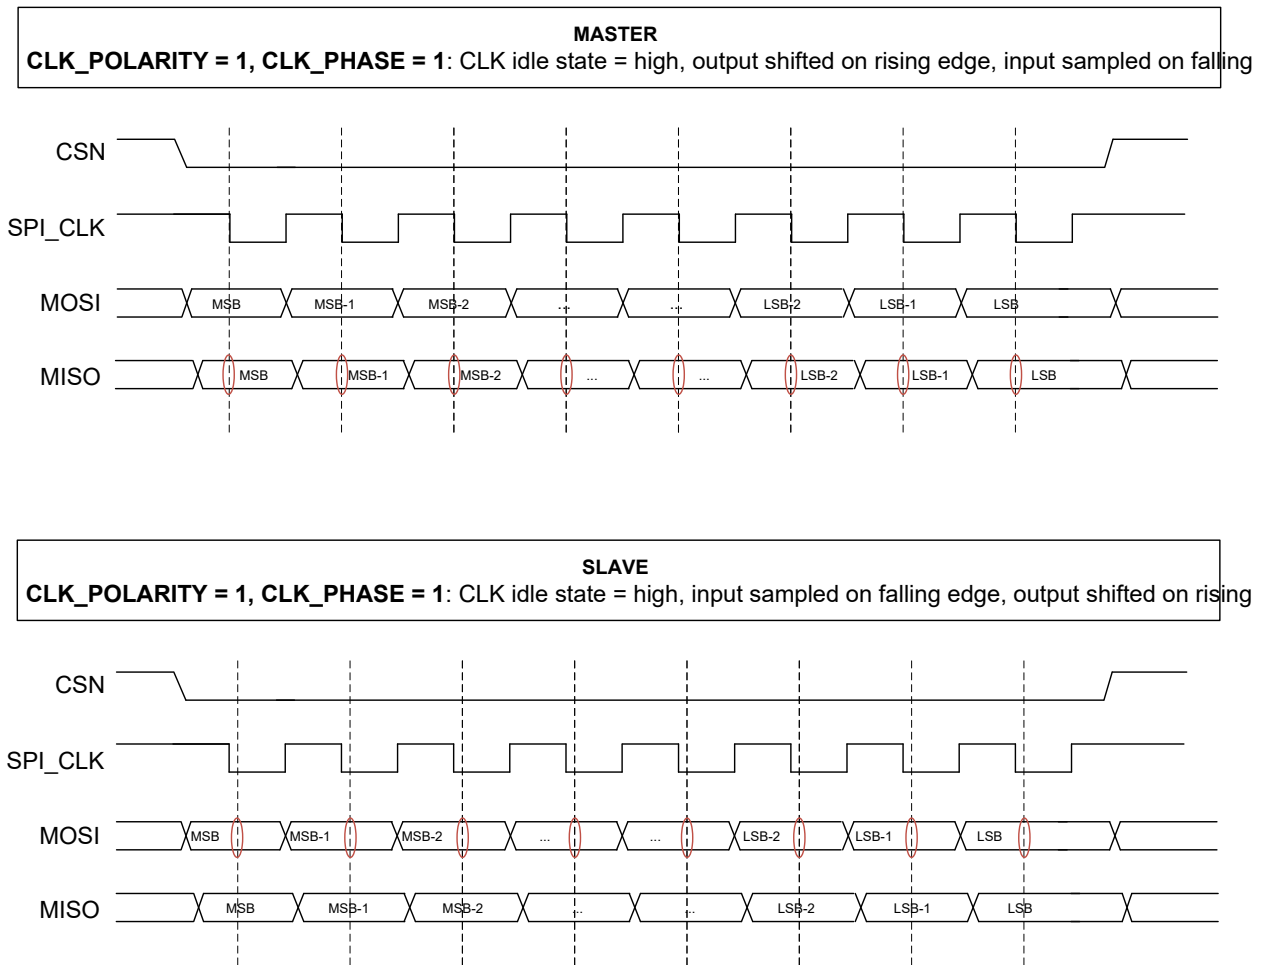 MASTER
CLK_POLARITY = 1, CLK_PHASE = 1: CLK idle state = high, output shifted on rising edge, input sampled on falling
CSN
SPI_CLK
MOSI MSB MSB-1 MSB-2 ... ... LSB-2 LSB-1 LSB
MISO MSB MSB-1 MSB-2 ... ... LSB-2 LSB-1 LSB
SLAVE
CLK_POLARITY = 1, CLK_PHASE = 1: CLK idle state = high, input sampled on falling edge, output shifted on rising
CSN
SPI_CLK
MOSI MSB MSB-1 MSB-2 ... ... LSB-2 LSB-1 LSB
MISO MSB MSB-1 MSB-2 ... ... LSB-2 LSB-1 LSB